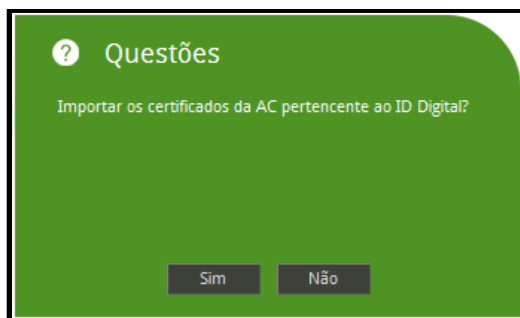 ? Questões
Importar os certificados da AC pertencente ao ID Digital?
Sim Não